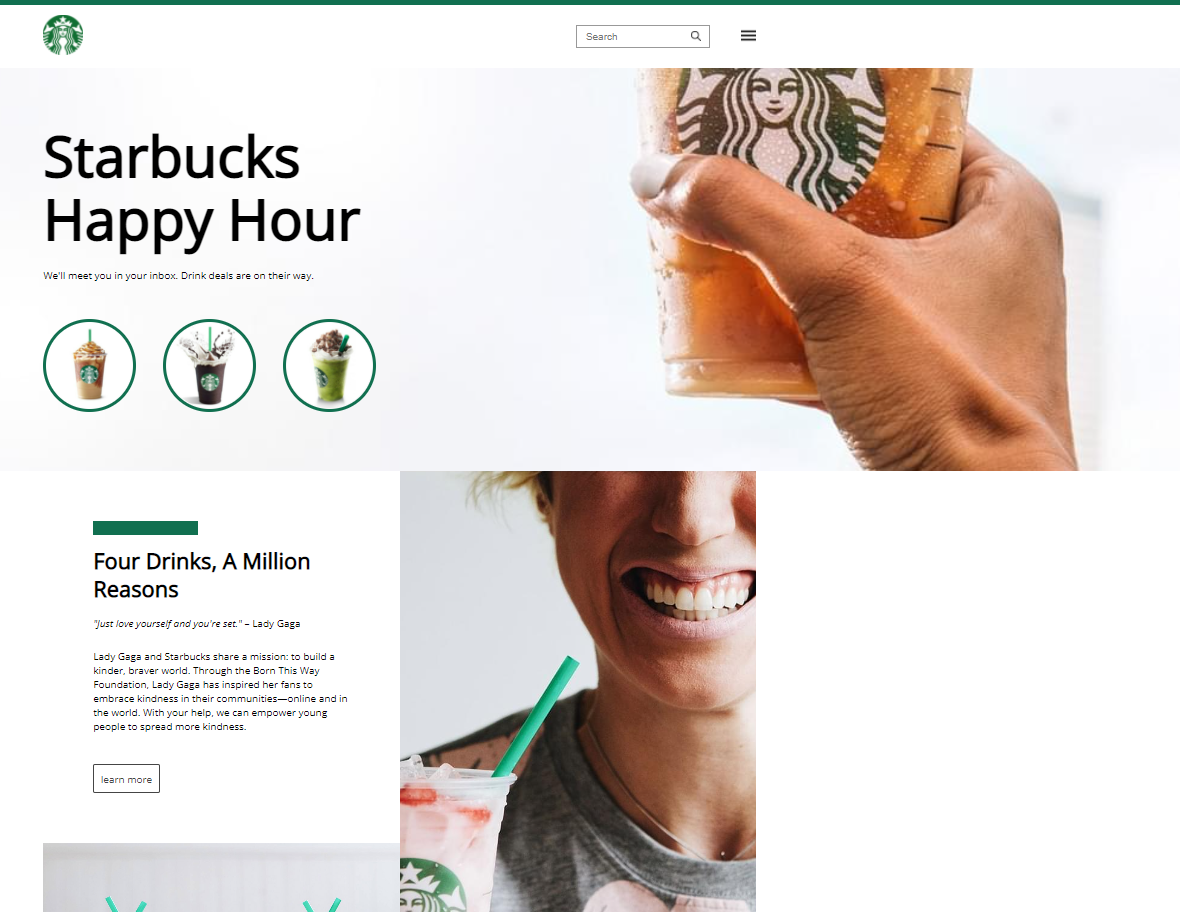 Search
Starbucks
Happy Hour
We'll meet you in your inbox. Drink deals are on their way.
Four Drinks, A Million
Reasons
"Just love yourself and you're set." – Lady Gaga
Lady Gaga and Starbucks share a mission: to build a
kinder, braver world. Through the Born This Way
Foundation, Lady Gaga has inspired her fans to
embrace kindness in their communities—online and in
the world. With your help, we can empower young
people to spread more kindness.
learn more